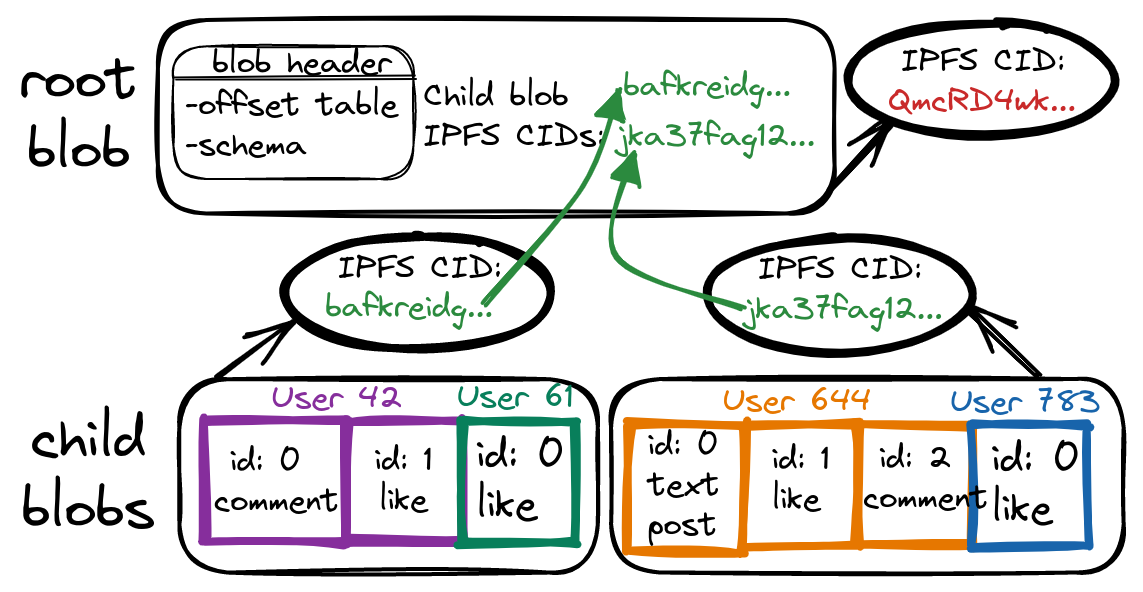 root
blob
blob header
-offset table
-schema
Child blob
IPFS CIDs:
bafkreidg...
jka37fag12...
IPFS CID:
QmcRD4wk...
IPFS CID:
bafkreidg...
IPFS CID:
jka37fag12...
child
blobs
User 42
User 61
id: 0
comment
id: 1
like
id: 0
like
User 644
User 783
id: 0
text
post
id: 1
like
id: 2
comment
id: 0
like